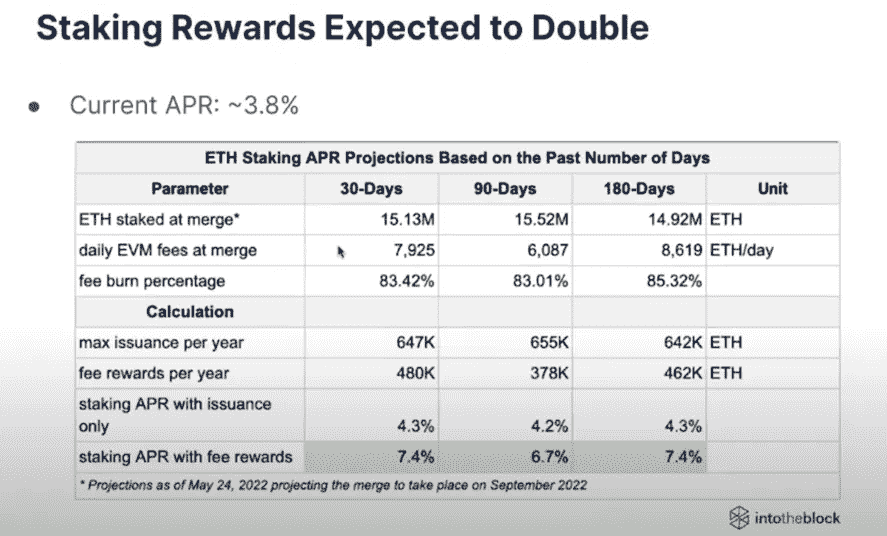 Staking Rewards Expected to Double
● Current APR: ~3.8%
ETH Staking APR Projections Based on the Past Number of Days
Parameter 30-Days 90-Days 180-Days Unit
ETH staked at merge* 15.13M 15.52M 14.92M ETH
daily EVM fees at merge 7,925 6,087 8,619 ETH/day
fee burn percentage 83.42% 83.01% 85.32%
Calculation
max issuance per year 647K 655K 642K ETH
fee rewards per year 480K 378K 462K ETH
staking APR with issuance
only 4.3% 4.2% 4.3%
staking APR with fee rewards 7.4% 6.7% 7.4%
* Projections as of May 24, 2022 projecting the merge to take place on September 2022
intotheblock